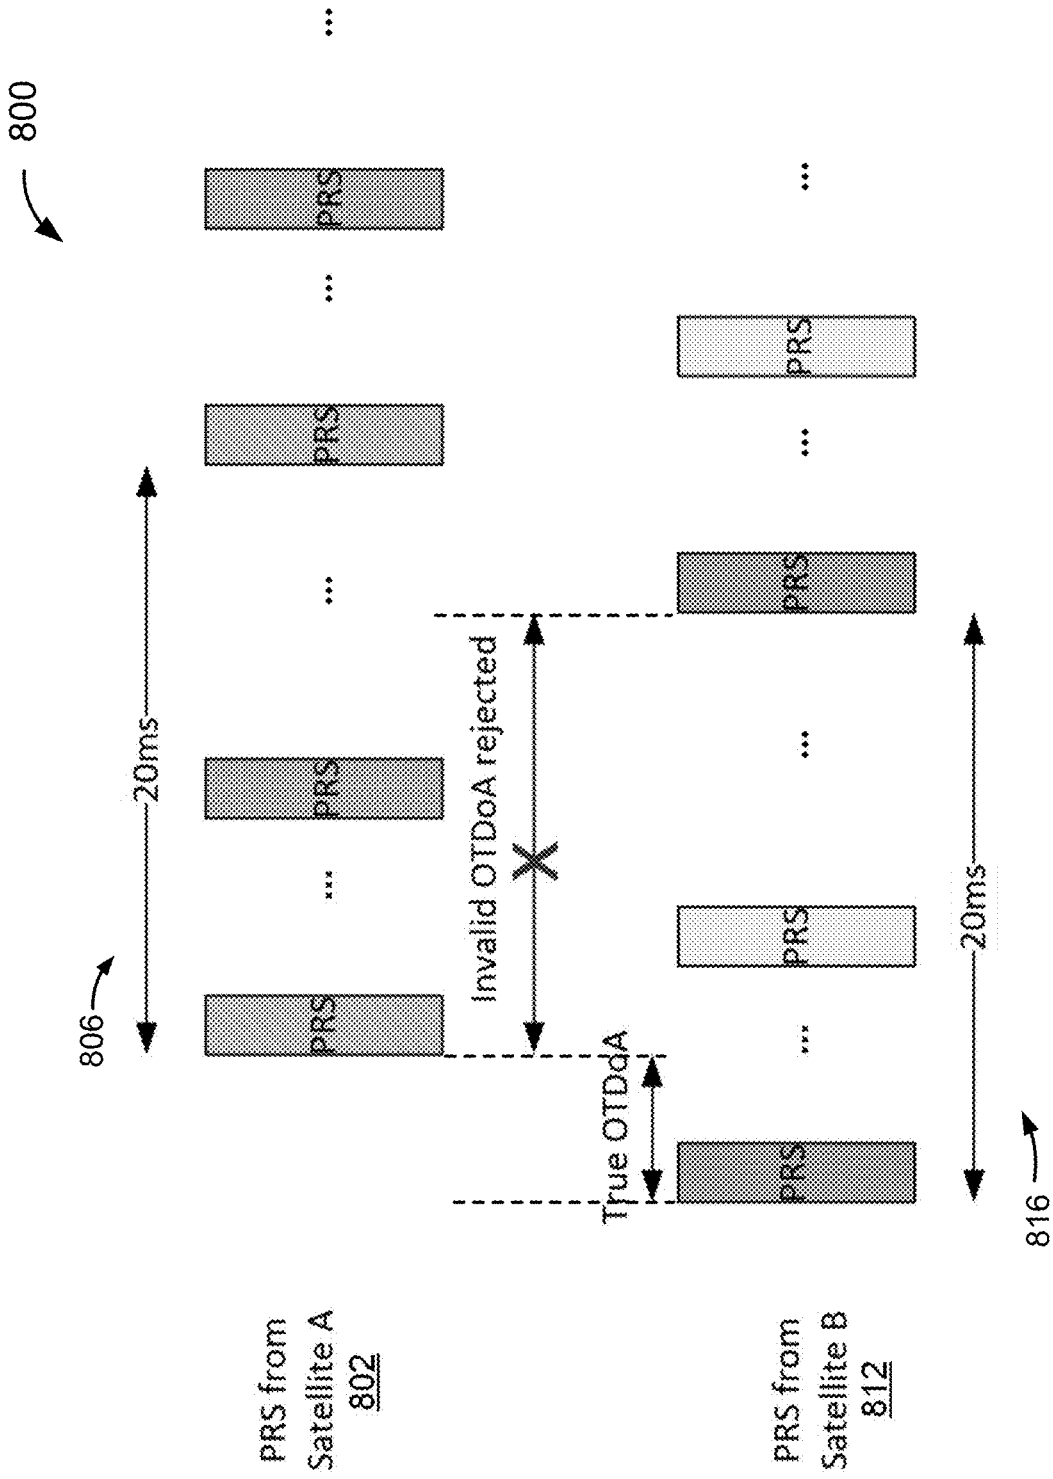 800
806
20ms
PRS from
Satellite A
802
PRS
...
PRS
...
PRS
...
PRS
...
Invalid OTDoA rejected
X
True OTDoA
PRS from
Satellite B
812
PRS
...
PRS
...
PRS
...
PRS
...
20ms
816